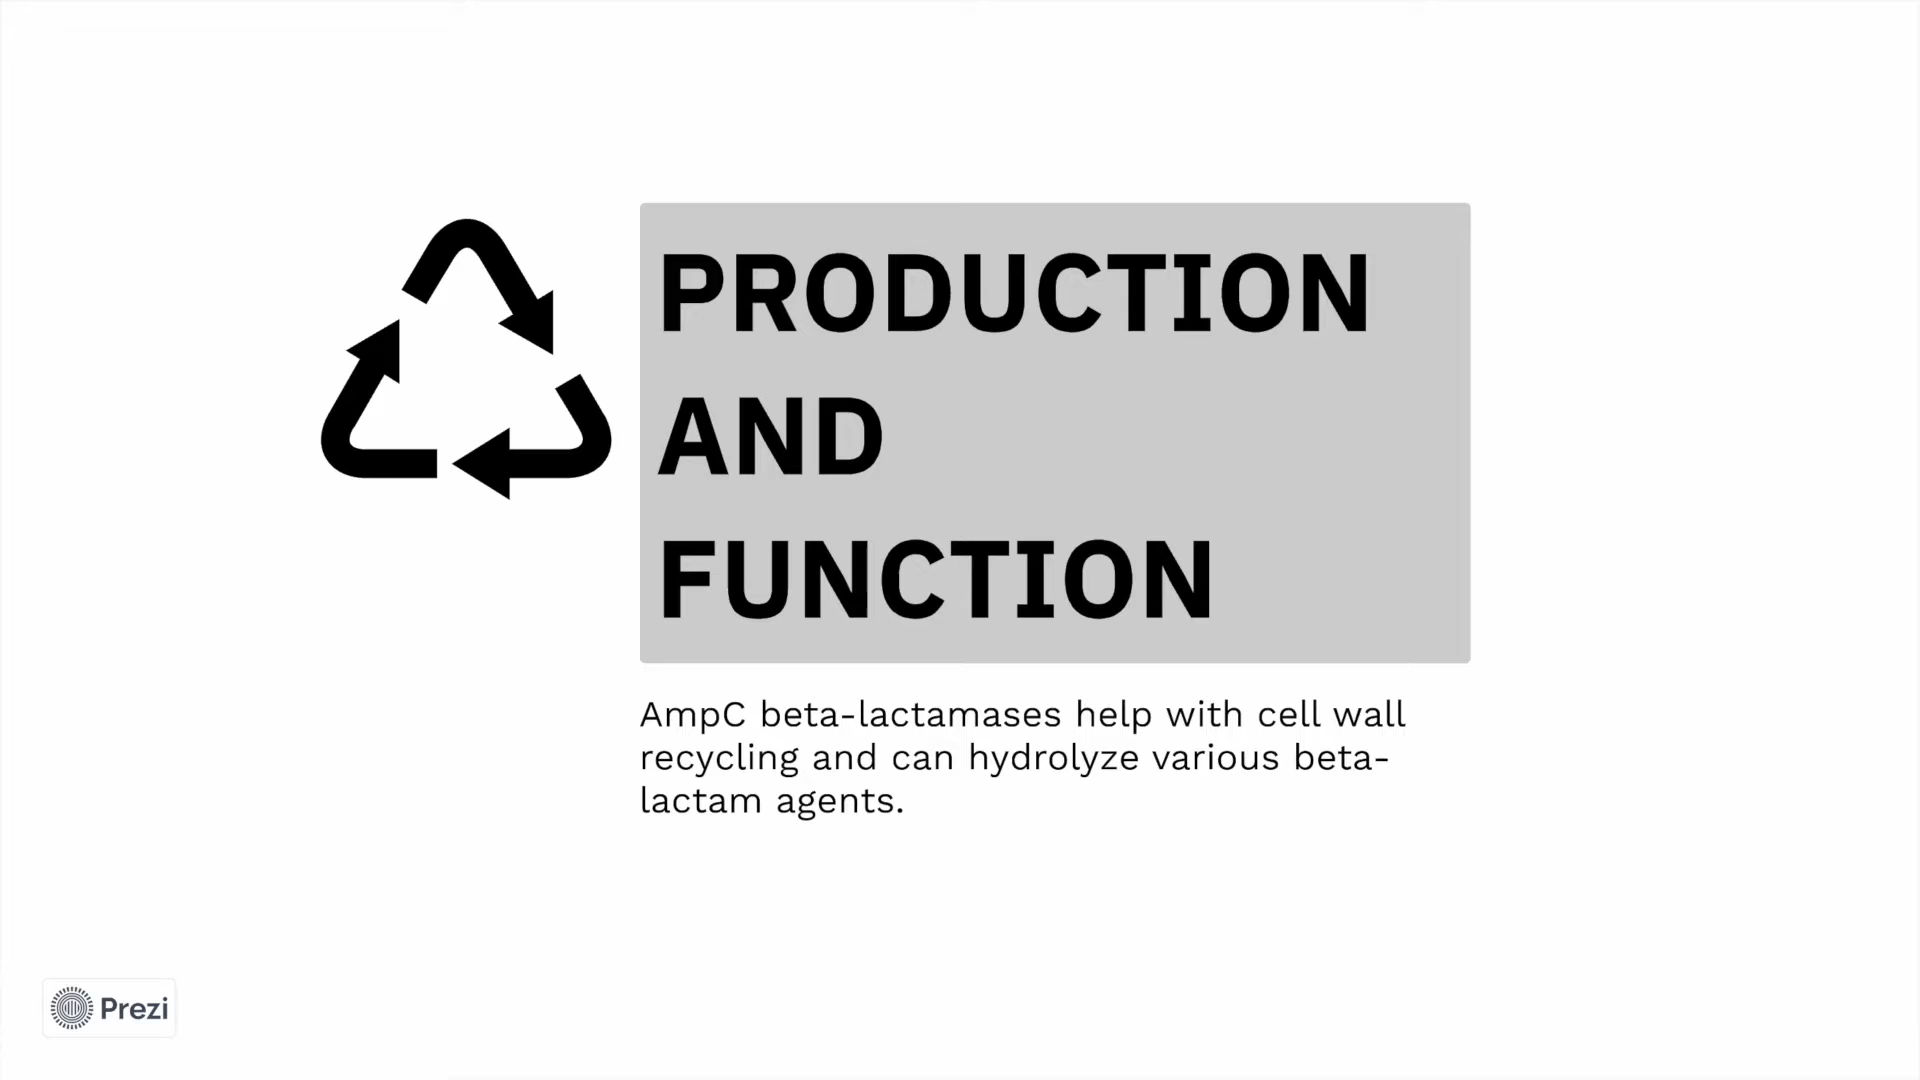 PRODUCTION
AND
FUNCTION
AmpC beta-lactamases help with cell wall
recycling and can hydrolyze various beta-
lactam agents.
Prezi